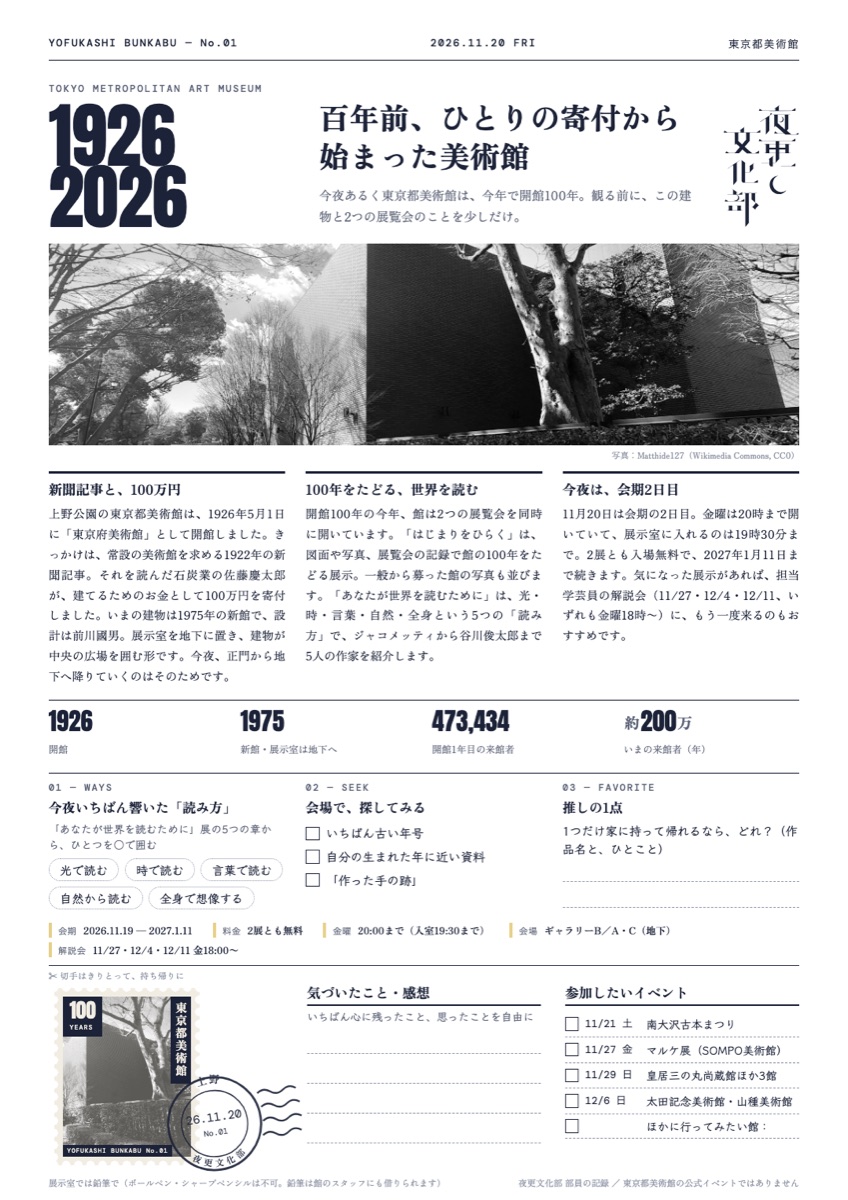 YOFUKASHI BUNKABU — No.01
2026.11.20 FRI
東京都美術館
TOKYO METROPOLITAN ART MUSEUM
1926
2026
百年前、ひとりの寄付から
始まった美術館
今夜あるく東京都美術館は、今年で開館100年。観る前に、この建
物と2つの展覧会のことを少しだけ。
夜更し
文化部
写真：Matthide127（Wikimedia Commons, CC0）
新聞記事と、100万円
上野公園の東京都美術館は、1926年5月1日
に「東京府美術館」として開館しました。き
っかけは、常設の美術館を求める1922年の新
聞記事。それを読んだ石炭業の佐藤慶太郎
が、建てるためのお金として100万円を寄付
しました。いまの建物は1975年の新館で、設
計は前川國男。展示室を地下に置き、建物が
中央の広場を囲む形です。今夜、正門から地
下へ降りていくのはそのためです。
100年をたどる、世界を読む
開館100年の今年、館は2つの展覧会を同時
に開いています。「はじまりをひらく」は、
図面や写真、展覧会の記録で館の100年をた
どる展示。一般から募った館の写真も並びま
す。「あなたが世界を読むために」は、光・
時・言葉・自然・全身という5つの「読み
方」で、ジャコメッティから谷川俊太郎まで
5人の作家を紹介します。
今夜は、会期2日目
11月20日は会期の2日目。金曜は20時まで開
いていて、展示室に入れるのは19時30分ま
で。2展とも入場無料で、2027年1月11日ま
で続きます。気になった展示があれば、担当
学芸員の解説会（11/27・12/4・12/11、い
ずれも金曜18時〜）に、もう一度来るのもお
すすめです。
1926
開館
1975
新館・展示室は地下へ
473,434
開館1年目の来館者
約200万
いまの来館者（年）
01 — WAYS
今夜いちばん響いた「読み方」
「あなたが世界を読むために」展の5つの章か
ら、ひとつを〇で囲む
光で読む
時で読む
言葉で読む
自然から読む
全身で想像する
02 — SEEK
会場で、探してみる
いちばん古い年号
自分の生まれた年に近い資料
「作った手の跡」
03 — FAVORITE
推しの1点
1つだけ家に持って帰れるなら、どれ？（作
品名と、ひとこと）
会期 2026.11.19 — 2027.1.11
料金 2展とも無料
金曜 20:00まで（入室19:30まで）
会場 ギャラリーB／A・C（地下）
解説会 11/27・12/4・12/11 金18:00〜
✂ 切手はきりとって、持ち帰りに
100
YEARS
東京都美術館
YOFUKASHI BUNKABU No.01
上野
26.11.20
No.01
夜更文化部
気づいたこと・感想
いちばん心に残ったこと、思ったことを自由に
参加したいイベント
11/21 土 南大沢古本まつり
11/27 金 マルケ展（SOMPO美術館）
11/29 日 皇居三の丸尚蔵館ほか3館
12/6 日 太田記念美術館・山種美術館
ほかに行ってみたい館：
展示室では鉛筆で（ボールペン・シャープペンシルは不可。鉛筆は館のスタッフにも借りられます）
夜更文化部 部員の記録 ／ 東京都美術館の公式イベントではありません